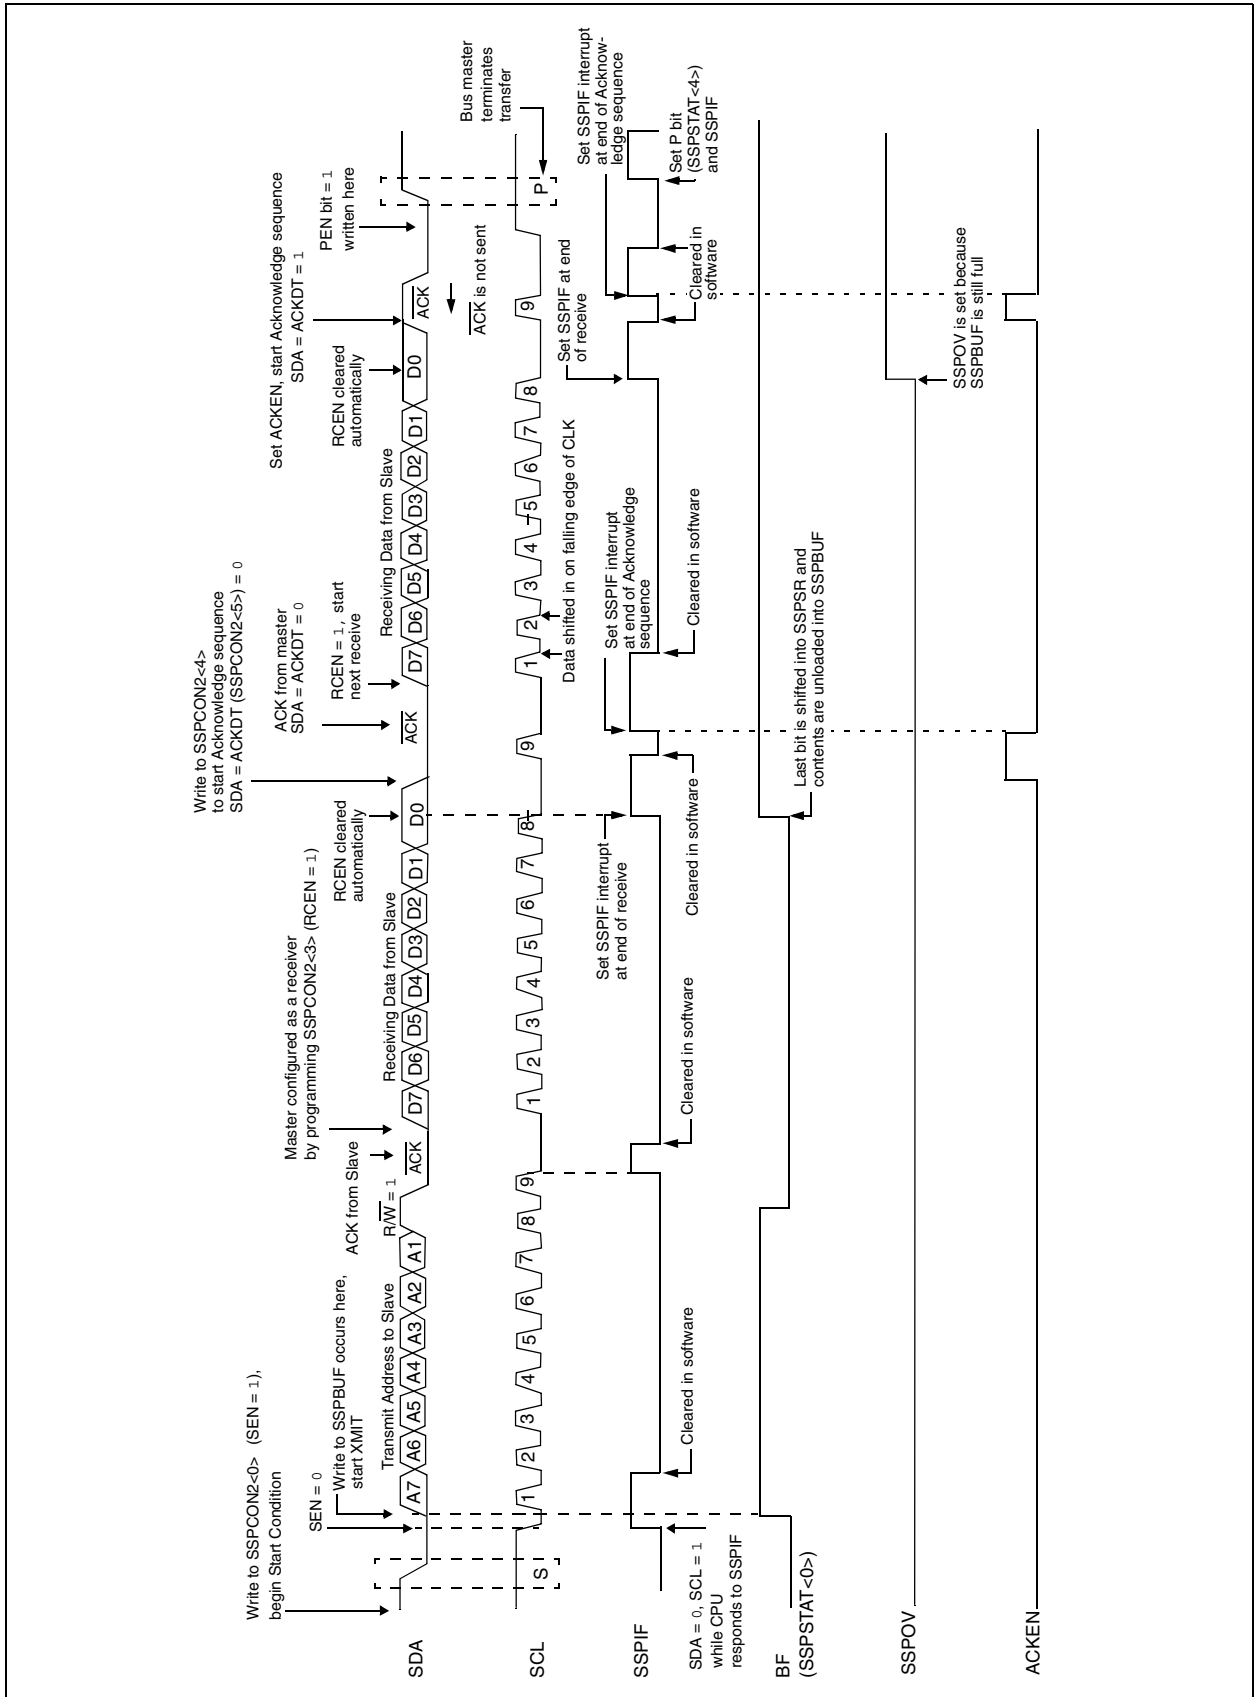 Write to SSPCON2<4>
to start Acknowledge sequence
SDA = ACKDT (SSPCON2<5>) = 0
Write to SSPCON2<0> (SEN = 1),
begin Start Condition
Set ACKEN, start Acknowledge sequence
SDA = ACKDT = 1
Master configured as a receiver
by programming SSPCON2<3> (RCEN = 1)
ACK from master
SDA = ACKDT = 0
SEN = 0
PEN bit = 1
written here
Write to SSPBUF occurs here,
start XMIT
RCEN cleared
automatically
RCEN = 1, start
next receive
RCEN cleared
automatically
ACK from Slave
Transmit Address to Slave
R/W = 1
Receiving Data from Slave
Receiving Data from Slave
SDA
A7 A6 A5 A4 A3 A2 A1 ACK D7 D6 D5 D4 D3 D2 D1 D0 ACK D7 D6 D5 D4 D3 D2 D1 D0 ACK
Bus master
terminates
transfer
ACK is not sent
SCL
S 1 2 3 4 5 6 7 8 9 1 2 3 4 5 6 7 8 9 1 2 3 4 5 6 7 8 9 P
Data shifted in on falling edge of CLK
Set SSPIF at end
of receive
Set SSPIF interrupt
at end of Acknow-
ledge sequence
Set SSPIF interrupt
at end of receive
Set SSPIF interrupt
at end of Acknowledge
sequence
SSPIF
Set P bit
(SSPSTAT<4>)
and SSPIF
SDA = 0, SCL = 1
while CPU
responds to SSPIF
Cleared in software
Cleared in software
Cleared in software
Cleared in software
Cleared in
software
BF
(SSPSTAT<0>)
Last bit is shifted into SSPSR and
contents are unloaded into SSPBUF
SSPOV
SSPOV is set because
SSPBUF is still full
ACKEN